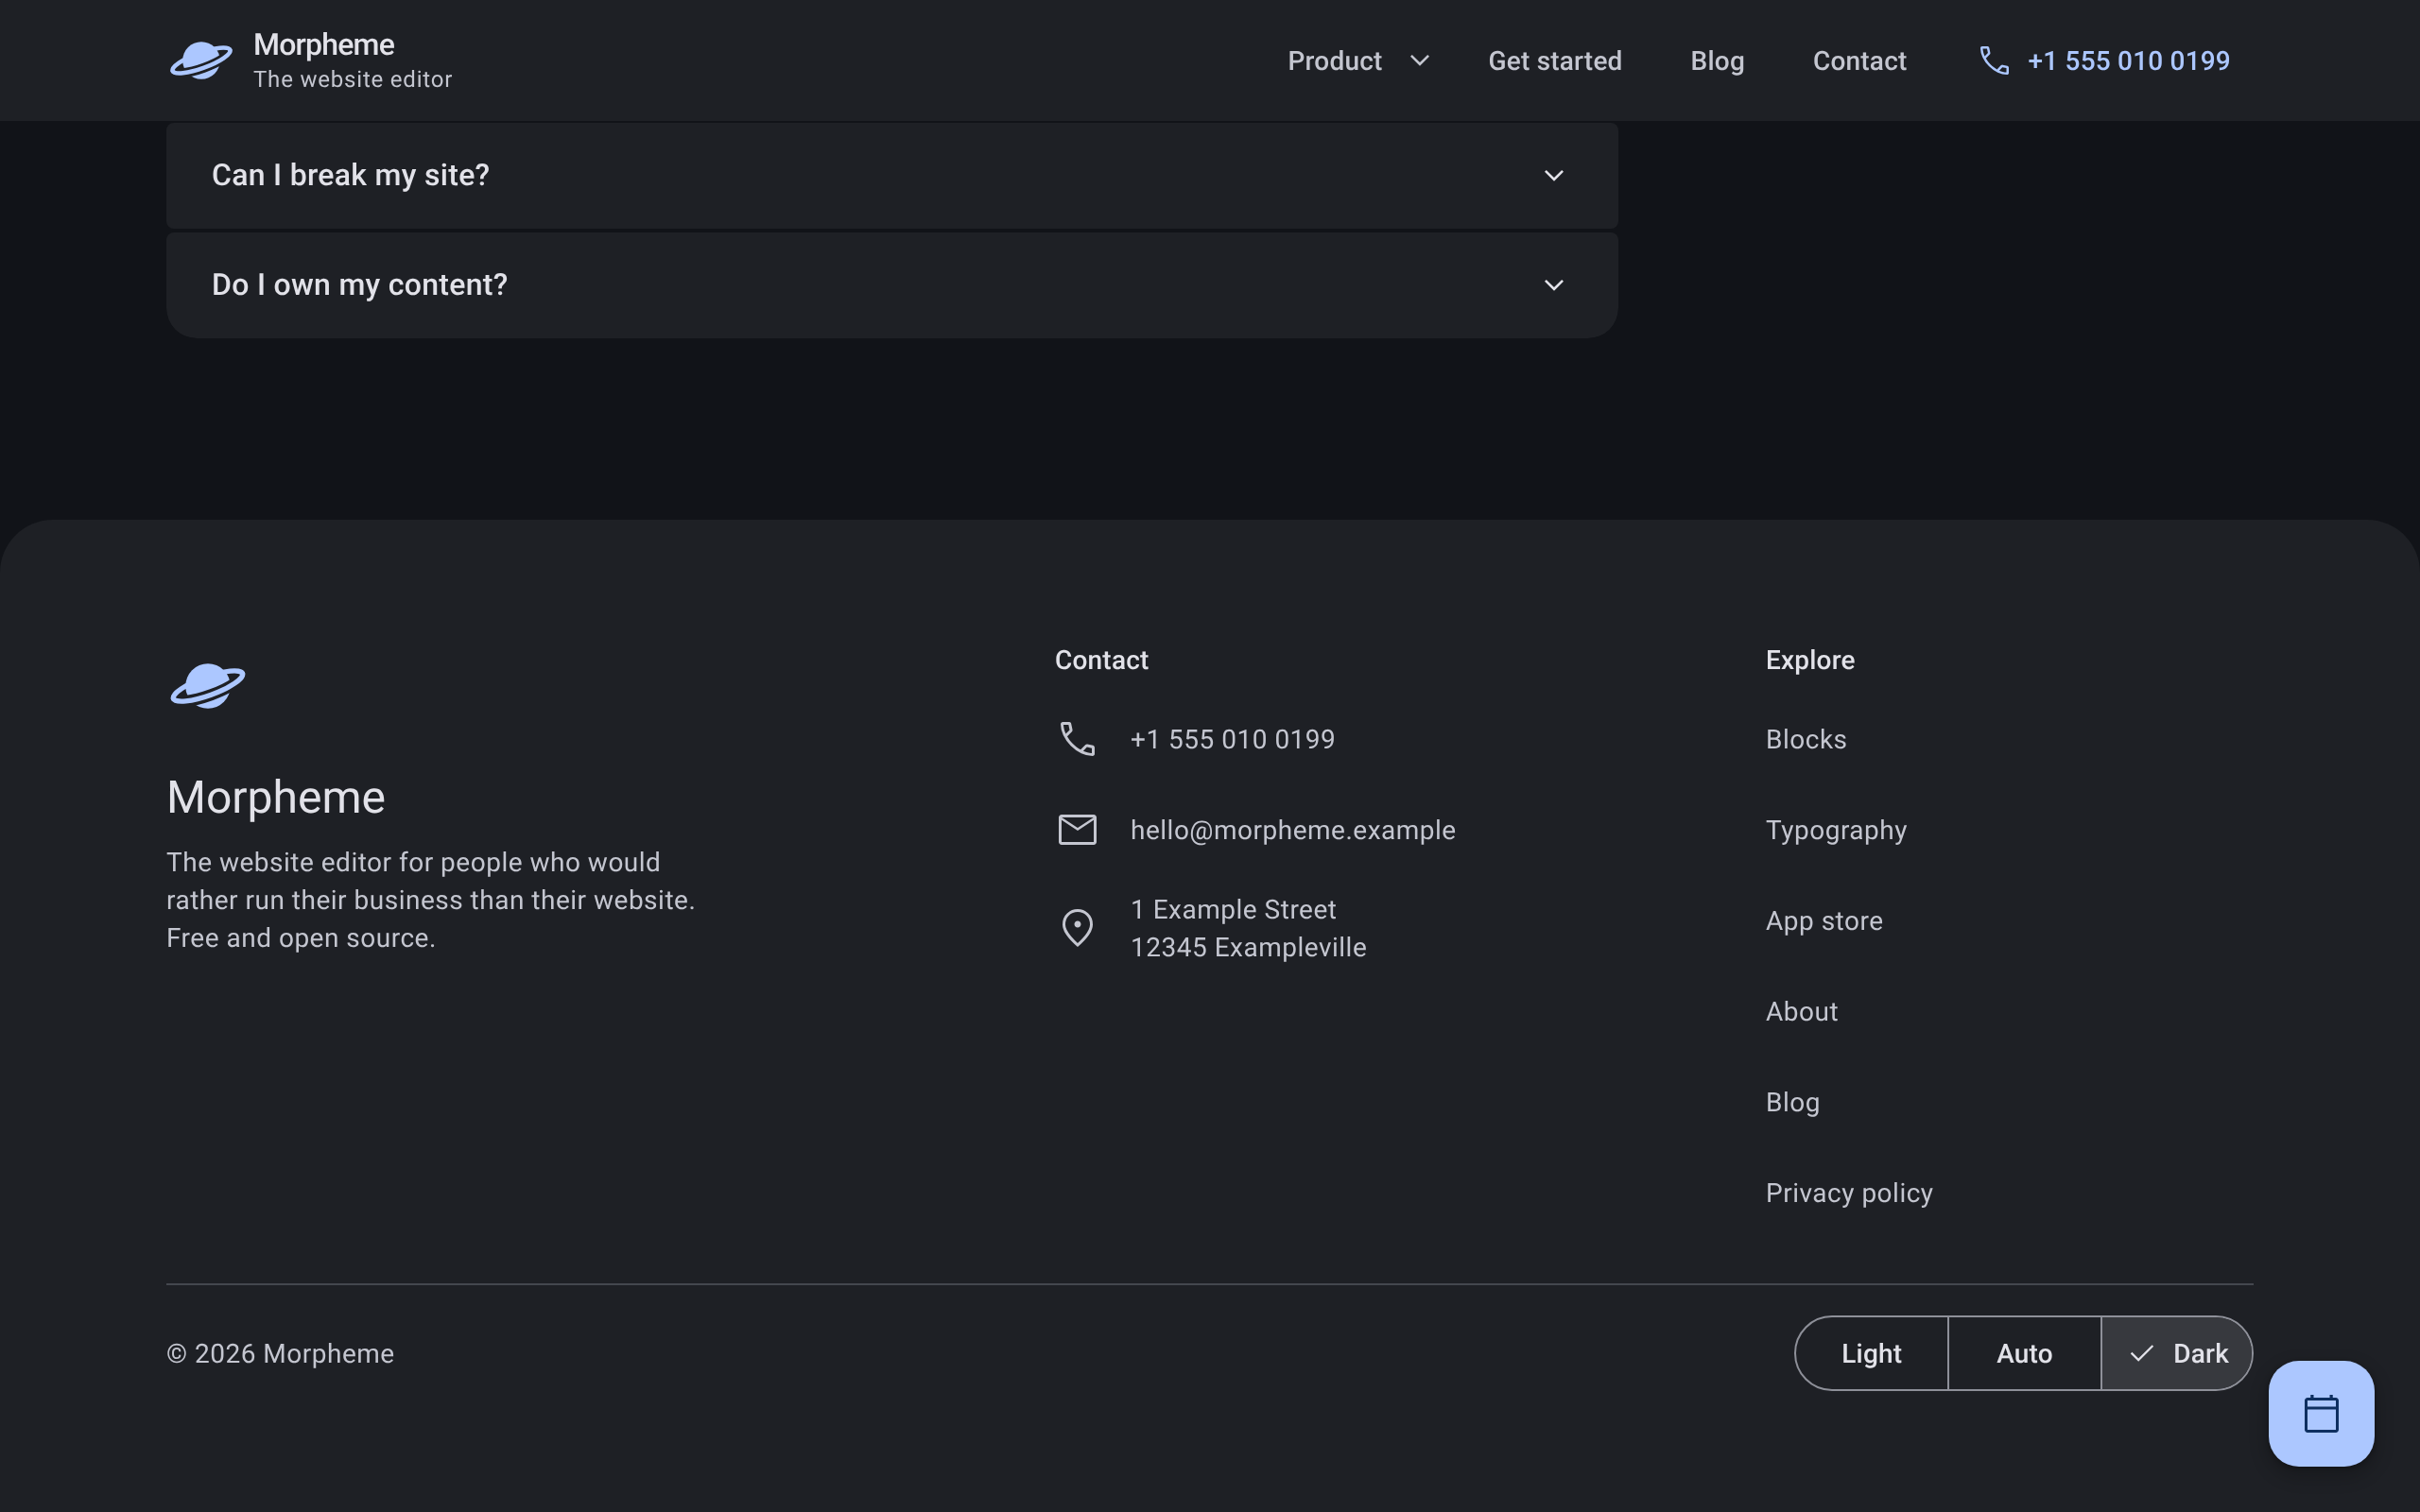 Morpheme
The website editor
Product
Get started
Blog
Contact
+1 555 010 0199
Can I break my site?
Do I own my content?
Morpheme
The website editor for people who would
rather run their business than their website.
Free and open source.
Contact
+1 555 010 0199
hello@morpheme.example
1 Example Street
12345 Exampleville
Explore
Blocks
Typography
App store
About
Blog
Privacy policy
© 2026 Morpheme
Light
Auto
Dark